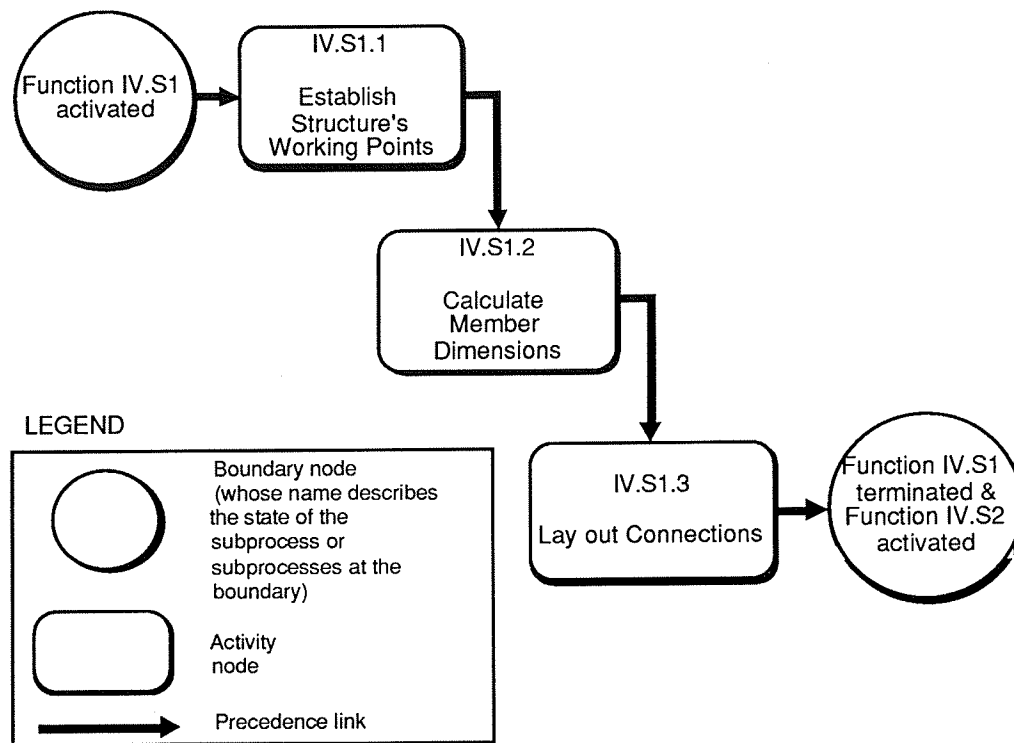 Function IV.S1
activated
IV.S1.1
Establish
Structure's
Working Points
IV.S1.2
Calculate
Member
Dimensions
IV.S1.3
Lay out Connections
Function IV.S1
terminated &
Function IV.S2
activated
LEGEND
Boundary node
(whose name describes
the state of the
subprocess or
subprocesses at the
boundary)
Activity
node
Precedence link